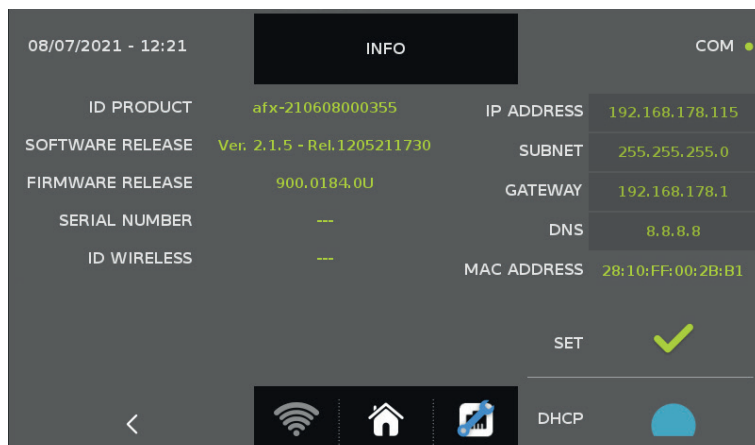 08/07/2021 - 12:21 INFO COM
ID PRODUCT afx-210608000355
SOFTWARE RELEASE Ver. 2.1.5 - Rel.1205211730
FIRMWARE RELEASE 900.0184.0U
SERIAL NUMBER ---
ID WIRELESS ---
IP ADDRESS 192.168.178.115
SUBNET 255.255.255.0
GATEWAY 192.168.178.1
DNS 8.8.8.8
MAC ADDRESS 28:10:FF:00:2B:B1
SET
DHCP